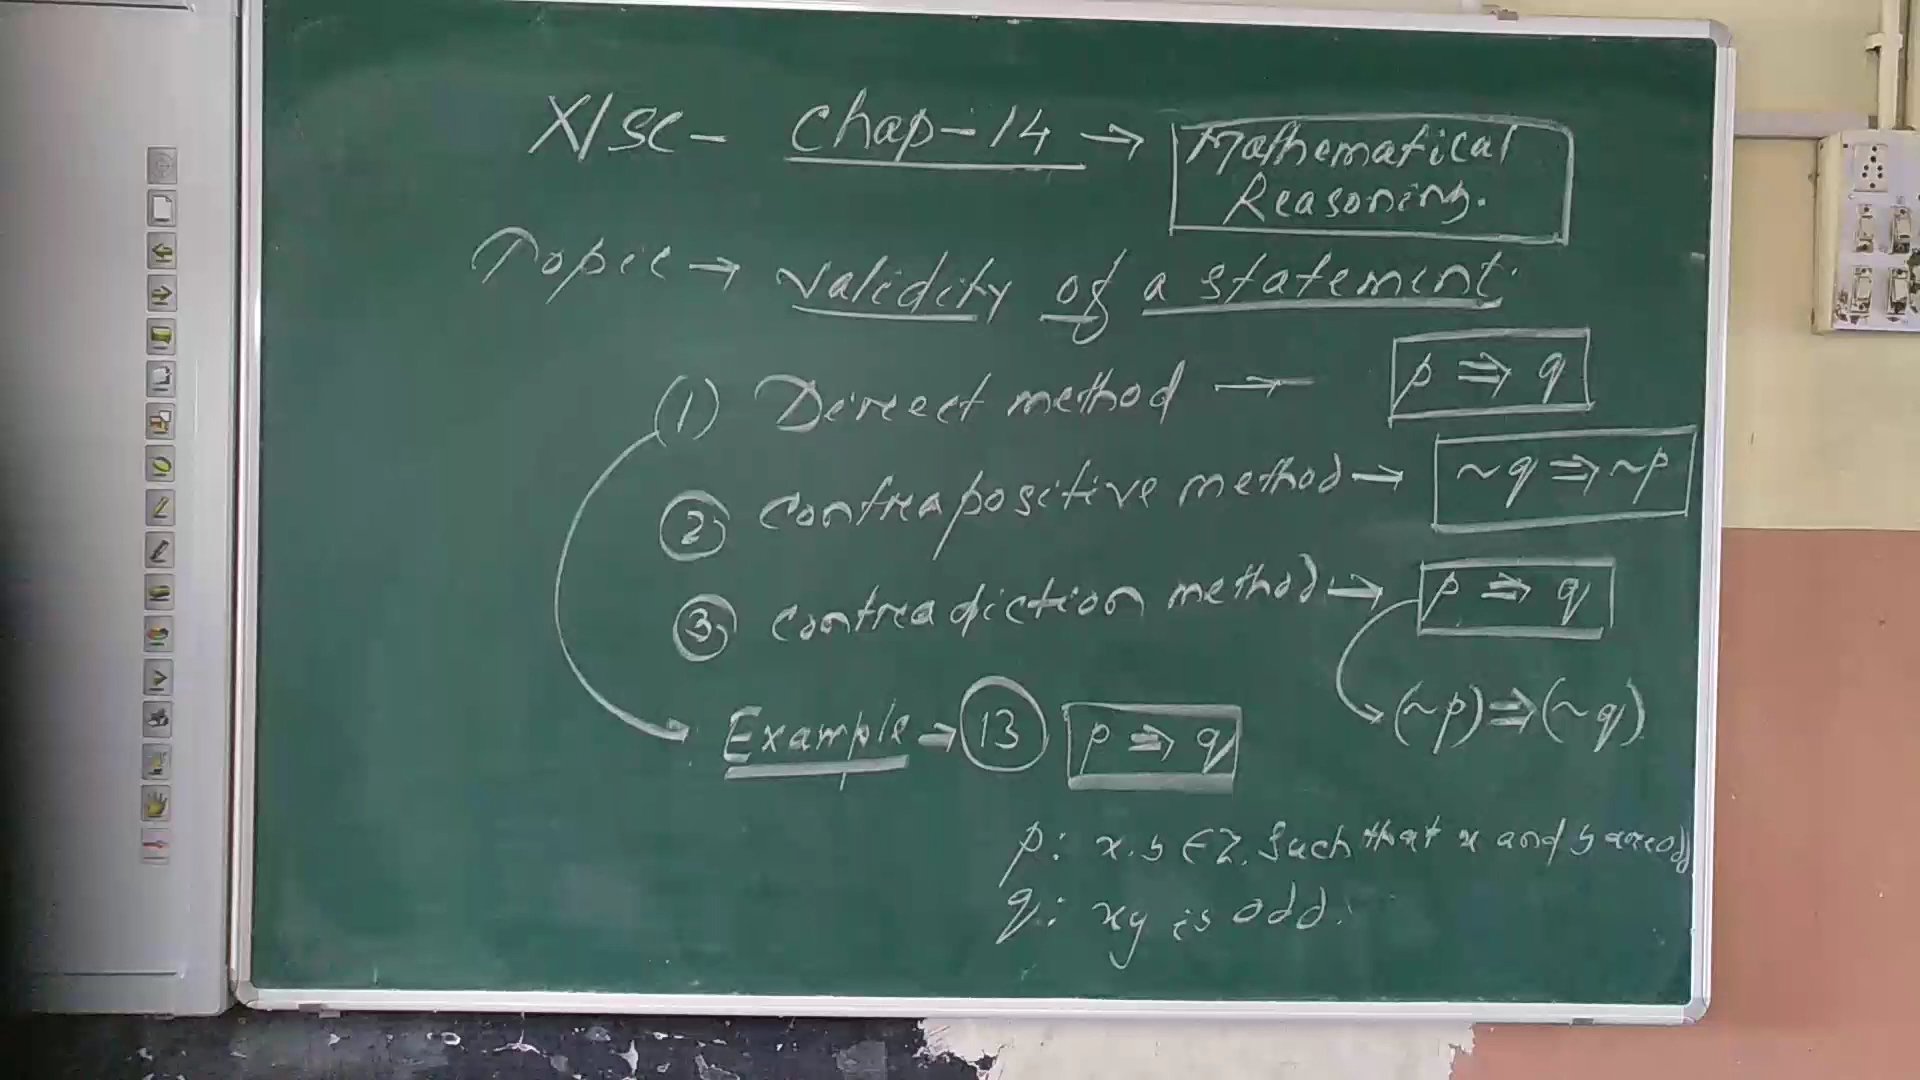 XI SC - Chap-14 → Mathematical Reasoning.
Topic → validity of a statement.
(1) Direct method → p ⇒ q
(2) Contrapositive method → ~q ⇒ ~p
(3) Contradiction method → p ⇒ q
(~p) ⇒ (~q)
Example → (13) p ⇒ q
p: x.y ∈ Z. Such that x and y are odd
q: xy is odd.